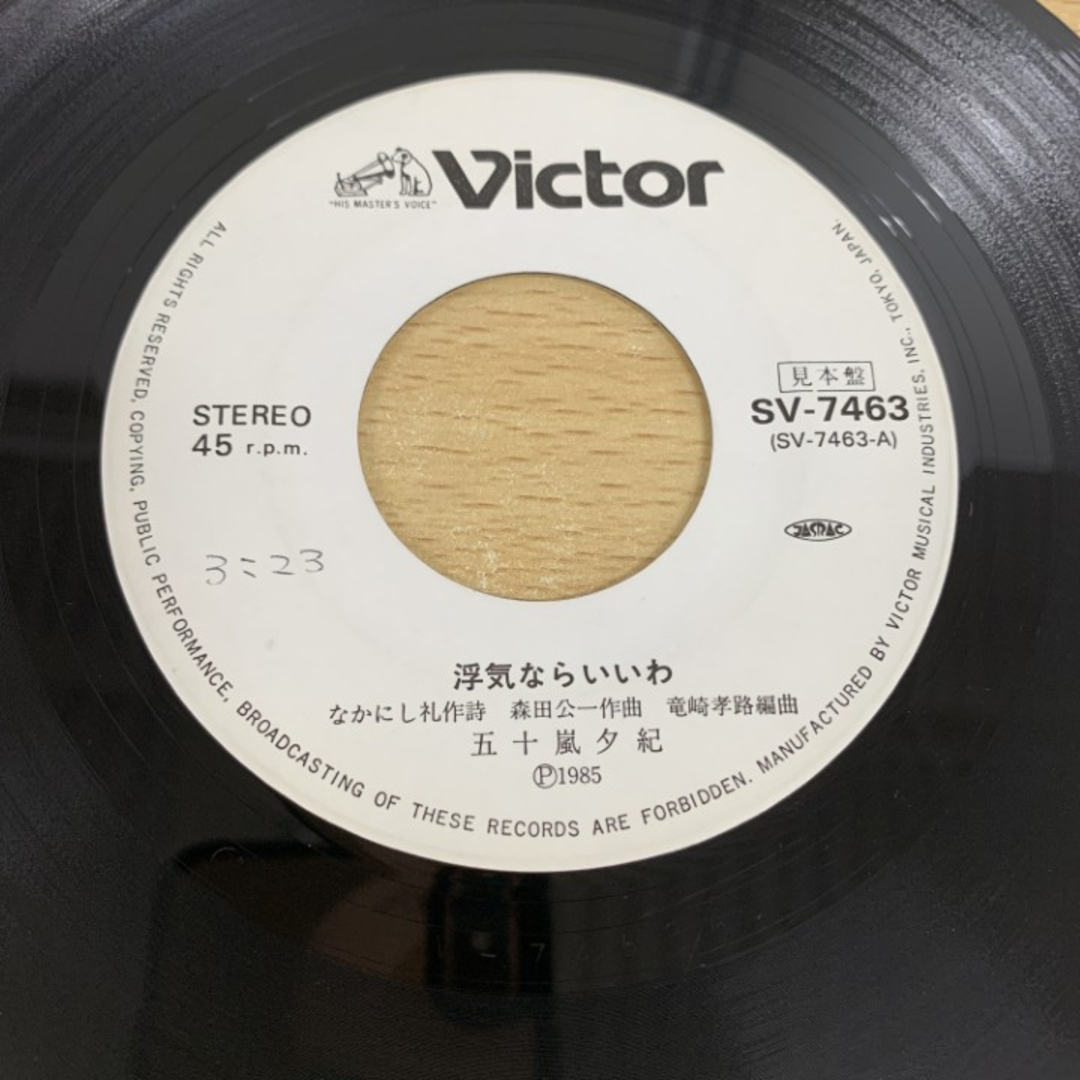 "HIS MASTER'S VOICE"
Victor
STEREO
45 r.p.m.
見本盤
SV-7463
(SV-7463-A)
JASRAC
3:23
浮気ならいいわ
なかにし礼作詩 森田公一作曲 竜崎孝路編曲
五十嵐夕紀
Ⓟ1985
ALL RIGHTS RESERVED, COPYING, PUBLIC PERFORMANCE, BROADCASTING OF THESE RECORDS ARE FORBIDDEN. MANUFACTURED BY VICTOR MUSICAL INDUSTRIES, INC., TOKYO, JAPAN.